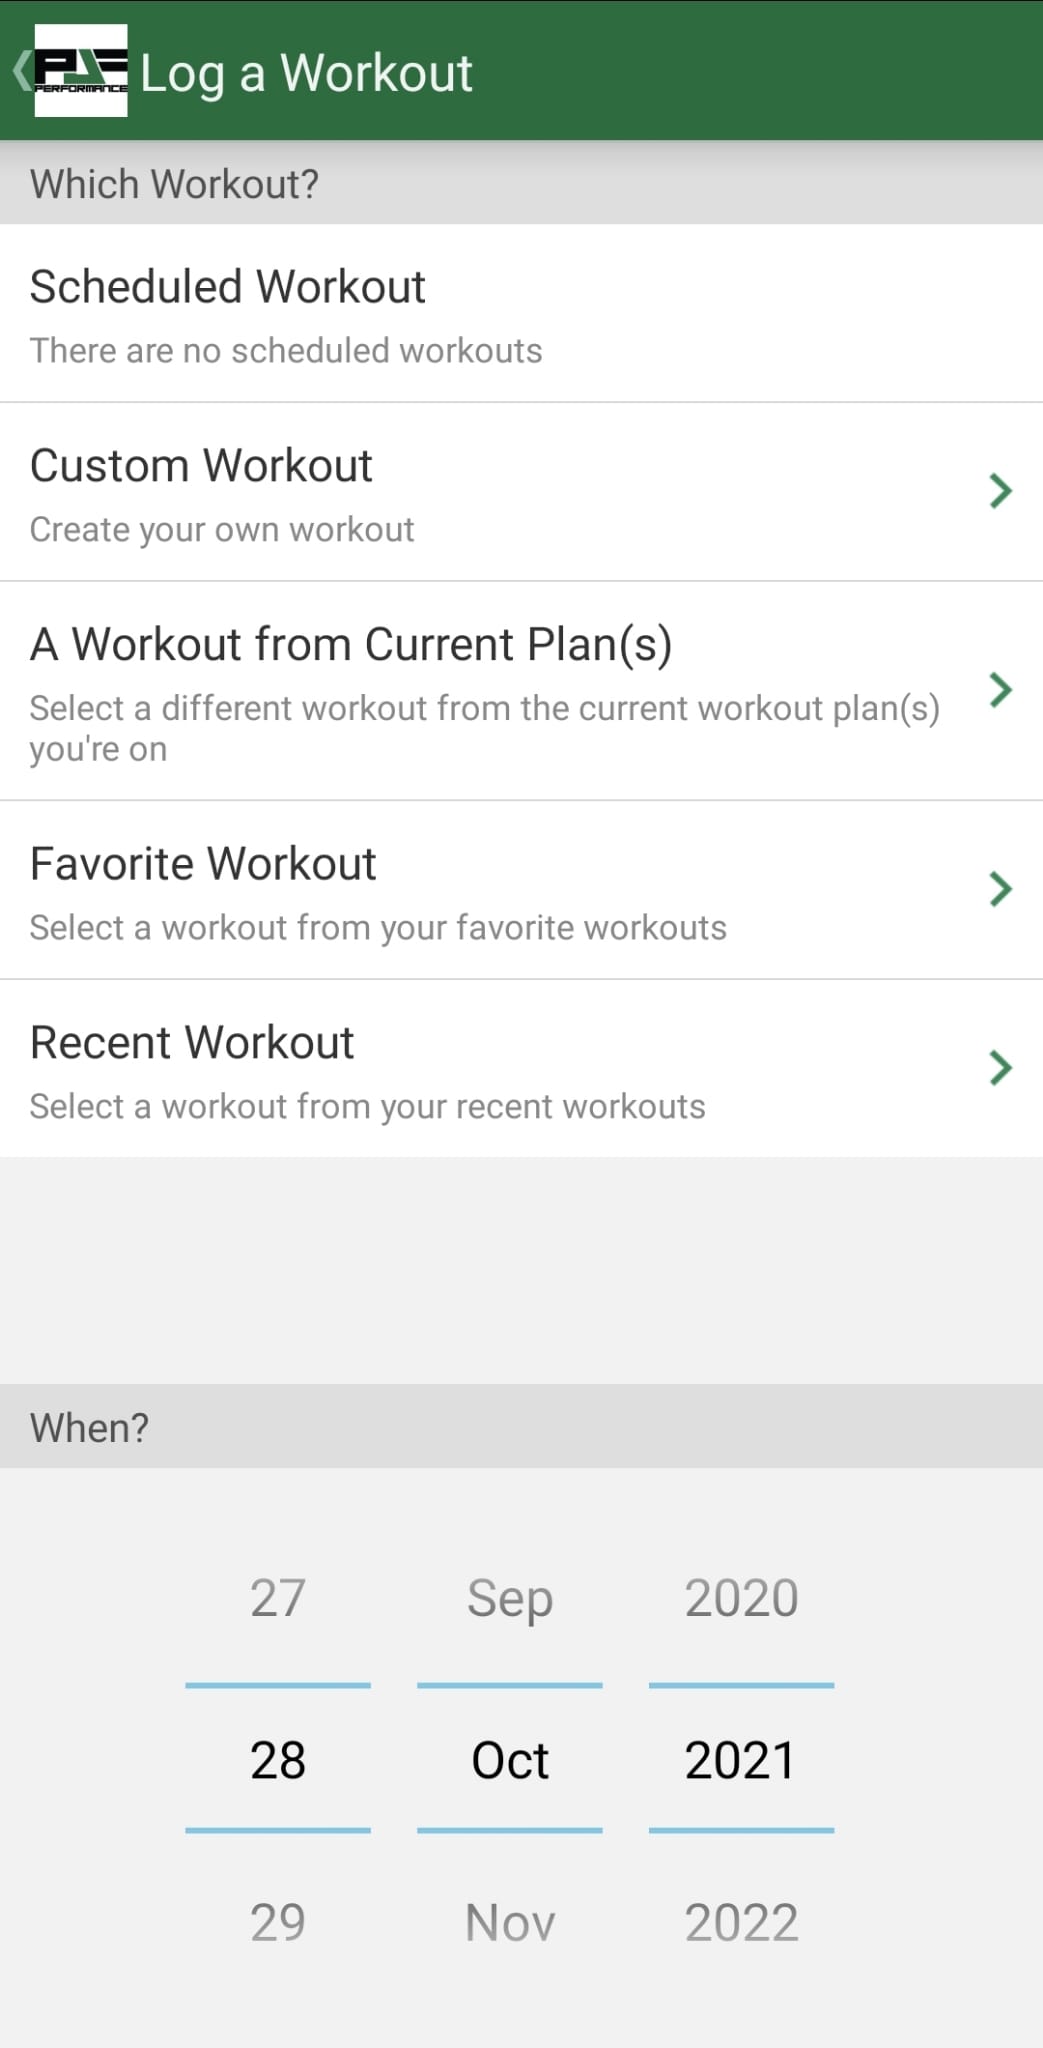 PAE
PERFORMANCE
Log a Workout
Which Workout?
Scheduled Workout
There are no scheduled workouts
Custom Workout
Create your own workout
A Workout from Current Plan(s)
Select a different workout from the current workout plan(s)
you're on
Favorite Workout
Select a workout from your favorite workouts
Recent Workout
Select a workout from your recent workouts
When?
27 Sep 2020
28 Oct 2021
29 Nov 2022